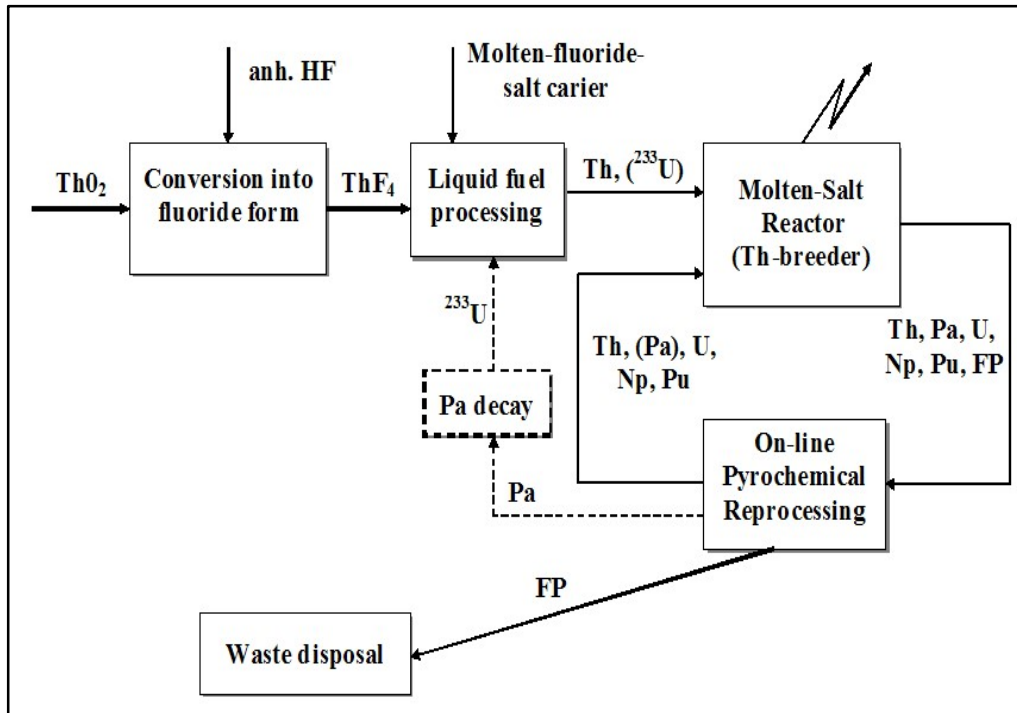 anh. HF
Molten-fluoride-
salt carier
Th0₂
Conversion into
fluoride form
ThF₄
Liquid fuel
processing
Th, (²³³U)
Molten-Salt
Reactor
(Th-breeder)
²³³U
Th, (Pa), U,
Np, Pu
Th, Pa, U,
Np, Pu, FP
Pa decay
Pa
On-line
Pyrochemical
Reprocessing
FP
Waste disposal